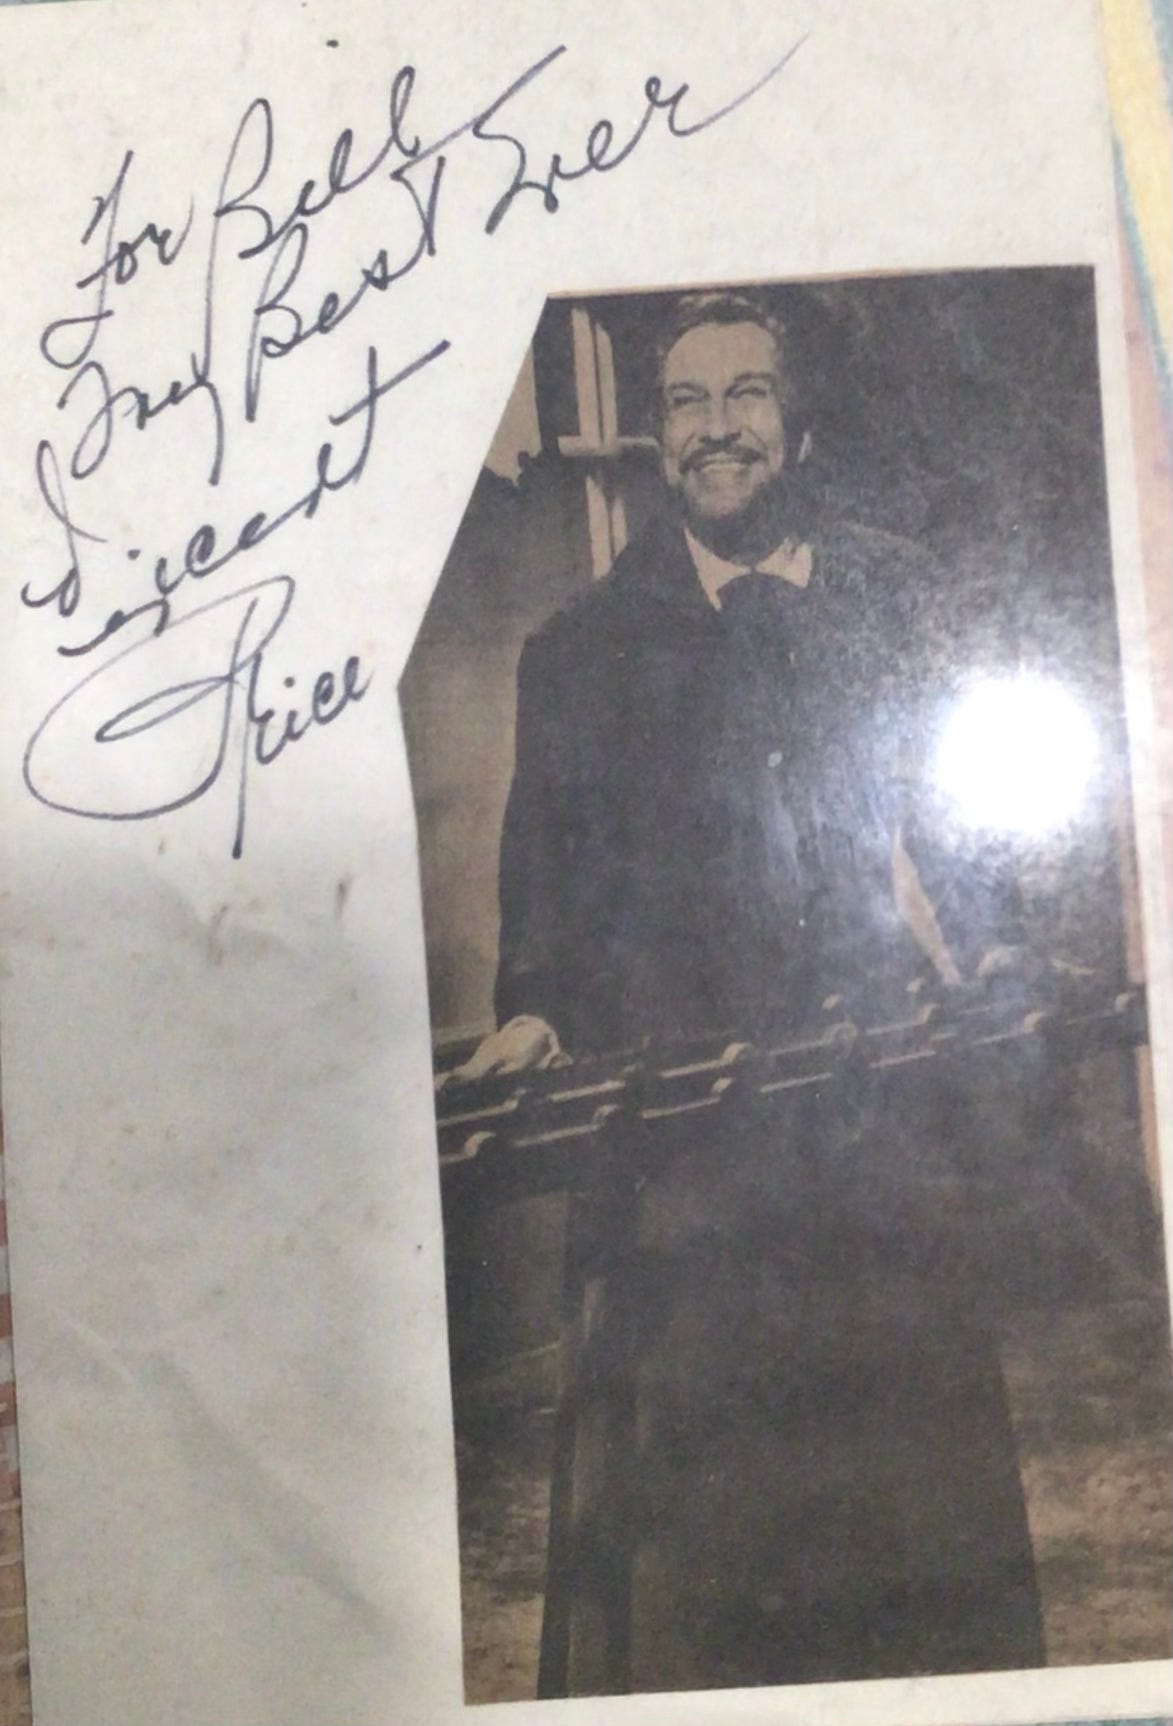 For Bill
My Best Ever
Vincent
Price